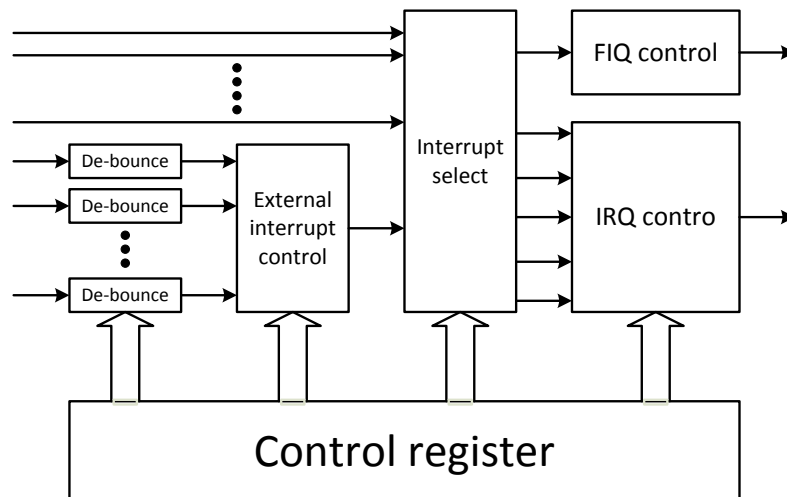 FIQ control
Interrupt
select
De-bounce
De-bounce
De-bounce
External
interrupt
control
IRQ contro
Control register